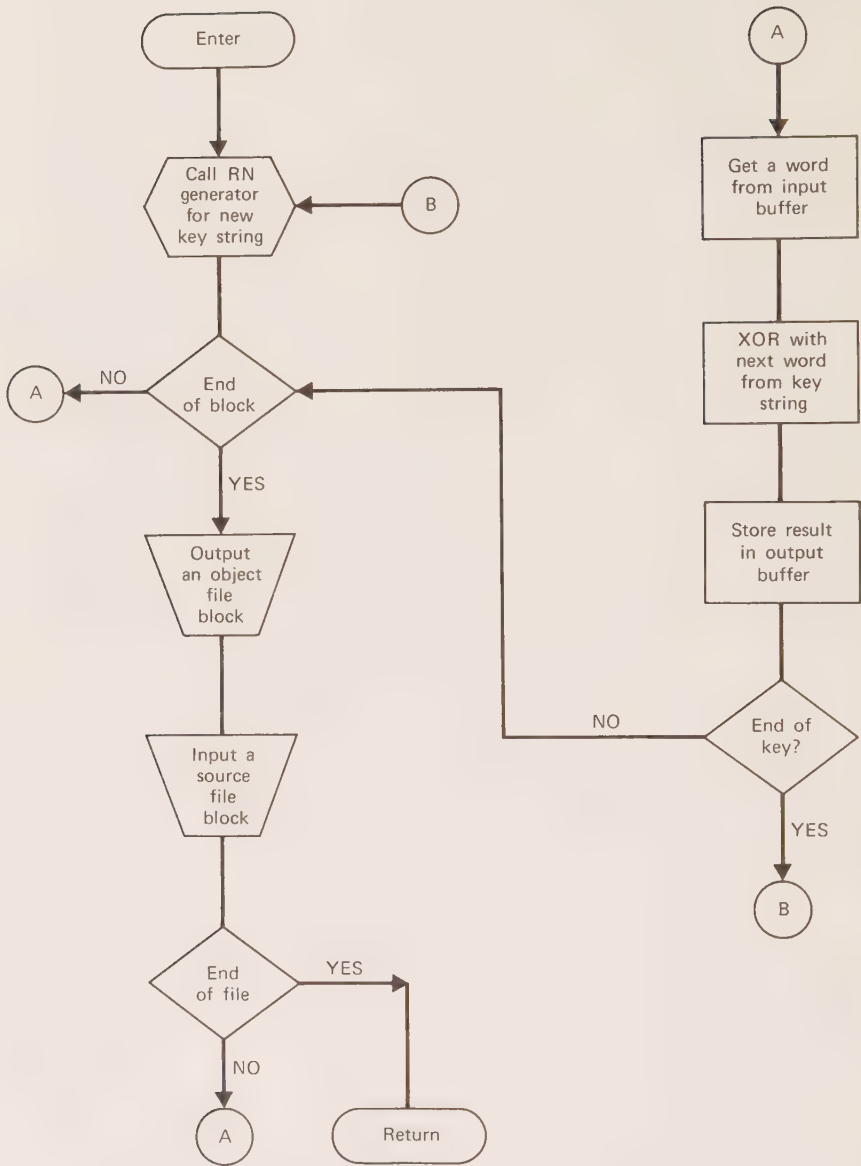 Enter
Call RN
generator
for new
key string
B
End
of block
NO
A
YES
Output
an object
file
block
Input a
source
file
block
End
of file
YES
NO
A
Return
A
Get a word
from input
buffer
XOR with
next word
from key
string
Store result
in output
buffer
End of
key?
NO
YES
B